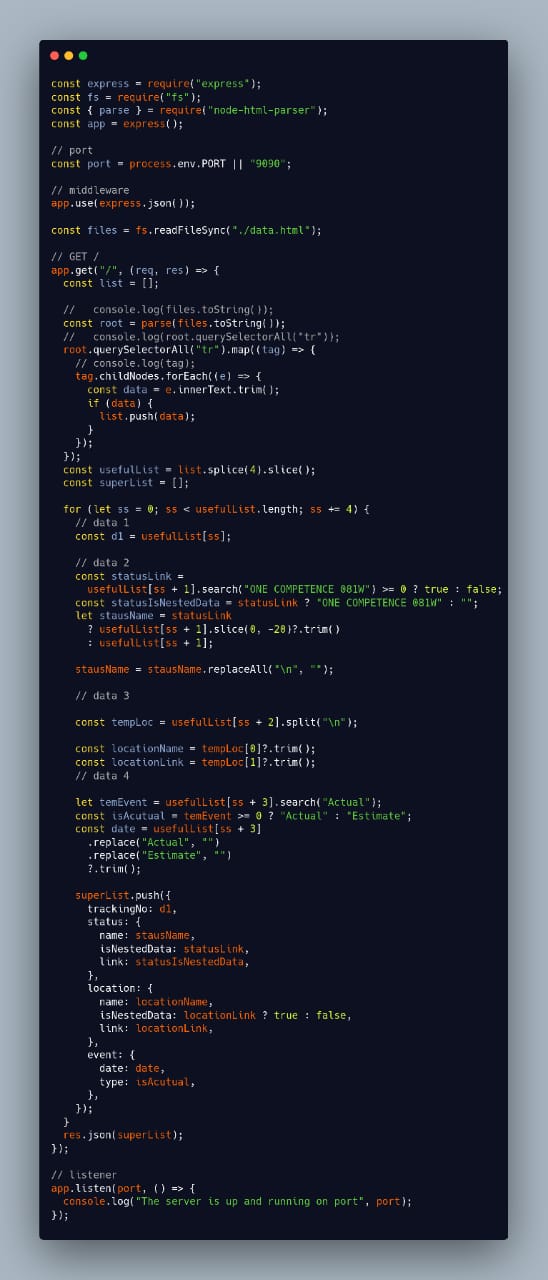 const express = require("express");
const fs = require("fs");
const { parse } = require("node-html-parser");
const app = express();

// port
const port = process.env.PORT || "9090";

// middleware
app.use(express.json());

const files = fs.readFileSync("./data.html");

// GET /
app.get("/", (req, res) => {
  const list = [];

  //   console.log(files.toString());
  const root = parse(files.toString());
  //   console.log(root.querySelectorAll("tr"));
  root.querySelectorAll("tr").map((tag) => {
    // console.log(tag);
    tag.childNodes.forEach((e) => {
      const data = e.innerText.trim();
      if (data) {
        list.push(data);
      }
    });
  });
  const usefulList = list.splice(4).slice();
  const superList = [];

  for (let ss = 0; ss < usefulList.length; ss += 4) {
    // data 1
    const d1 = usefulList[ss];

    // data 2
    const statusLink =
      usefulList[ss + 1].search("ONE COMPETENCE 081W") >= 0 ? true : false;
    const statusIsNestedData = statusLink ? "ONE COMPETENCE 081W" : "";
    let stausName = statusLink
      ? usefulList[ss + 1].slice(0, -20)?.trim()
      : usefulList[ss + 1];

    stausName = stausName.replaceAll("\n", "");

    // data 3

    const tempLoc = usefulList[ss + 2].split("\n");

    const locationName = tempLoc[0]?.trim();
    const locationLink = tempLoc[1]?.trim();
    // data 4

    let temEvent = usefulList[ss + 3].search("Actual");
    const isAcutual = temEvent >= 0 ? "Actual" : "Estimate";
    const date = usefulList[ss + 3]
      .replace("Actual", "")
      .replace("Estimate", "")
      ?.trim();

    superList.push({
      trackingNo: d1,
      status: {
        name: stausName,
        isNestedData: statusLink,
        link: statusIsNestedData,
      },
      location: {
        name: locationName,
        isNestedData: locationLink ? true : false,
        link: locationLink,
      },
      event: {
        date: date,
        type: isAcutual,
      },
    });
  }
  res.json(superList);
});

// listener
app.listen(port, () => {
  console.log("The server is up and running on port", port);
});